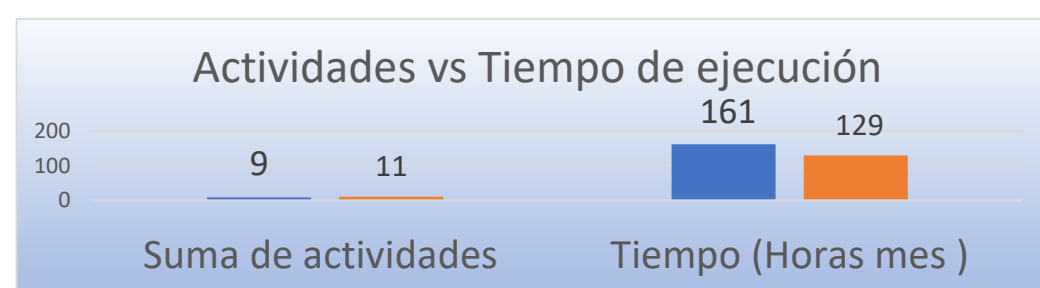 Actividades vs Tiempo de ejecución
161
129
200
9
11
100
0
Suma de actividades
Tiempo (Horas mes )